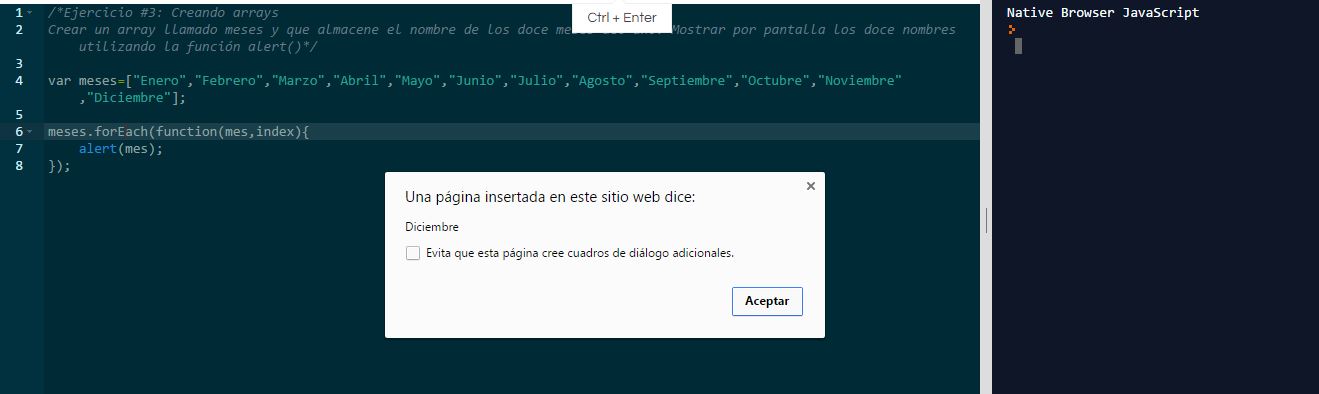 Ctrl + Enter
1 /*Ejercicio #3: Creando arrays
2 Crear un array llamado meses y que almacene el nombre de los doce Mostrar por pantalla los doce nombres
utilizando la función alert()*/
3
4 var meses=["Enero","Febrero","Marzo","Abril","Mayo","Junio","Julio","Agosto","Septiembre","Octubre","Noviembre"
,"Diciembre"];
5
6 meses.forEach(function(mes,index){
7 alert(mes);
8 });
Una página insertada en este sitio web dice:
Diciembre
Evita que esta página cree cuadros de diálogo adicionales.
Aceptar
Native Browser JavaScript